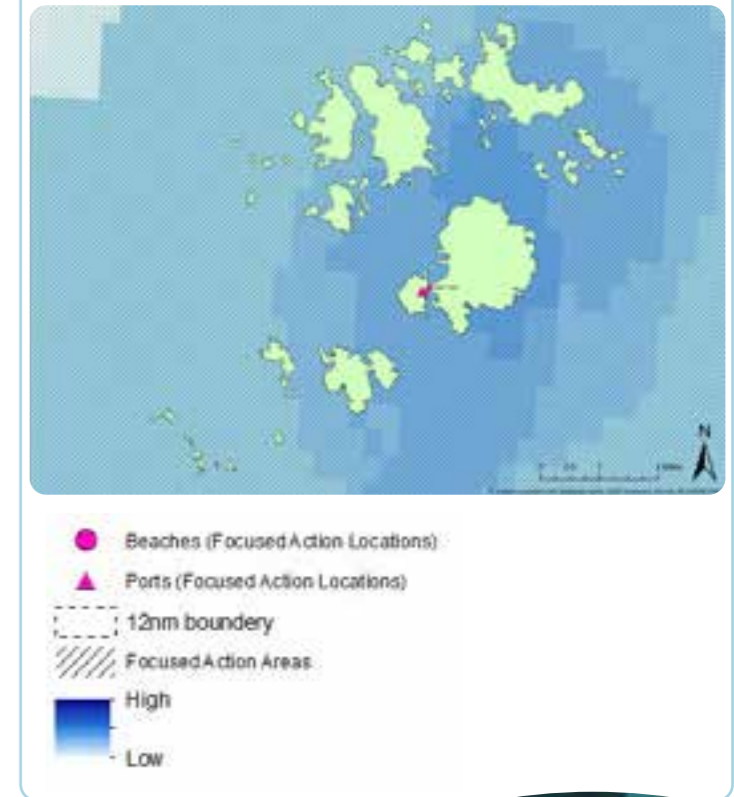 N
Beaches (Focused Action Locations)
Ports (Focused Action Locations)
12nm boundery
Focused Action Areas
High
Low